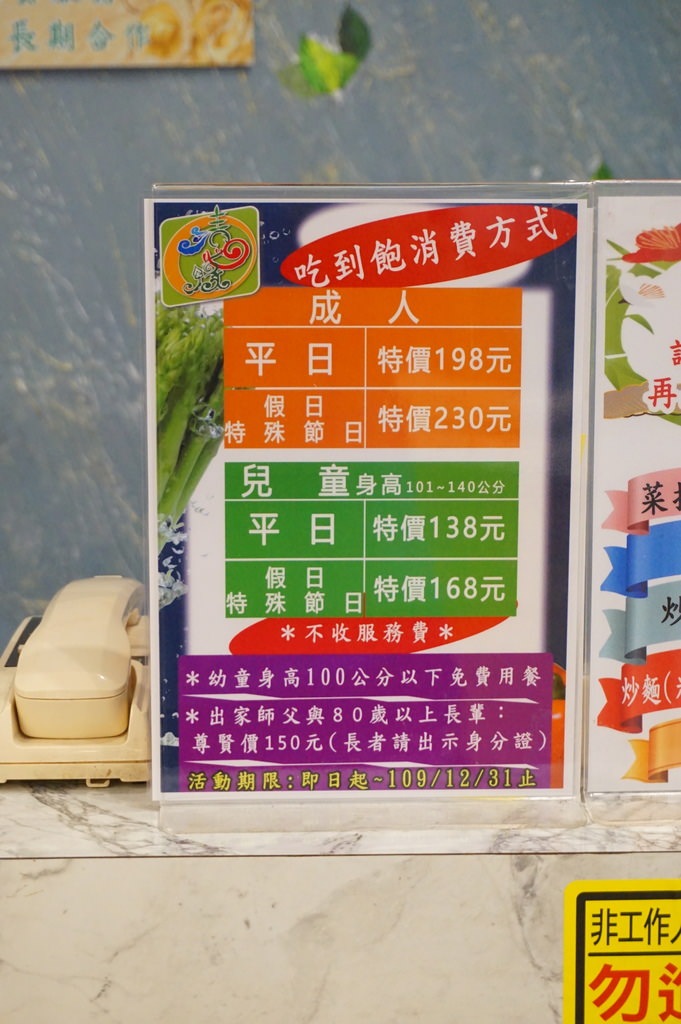 長期合作
吃到飽消費方式
成 人
平 日 特價198元
假 日
特 殊 節 日 特價230元
兒 童 身高101~140公分
平 日 特價138元
假 日
特 殊 節 日 特價168元
＊不收服務費＊
＊幼童身高100公分以下免費用餐
＊出家師父與８０歲以上長輩：
尊賢價150元(長者請出示身分證)
活動期限:即日起~109/12/31止
再
菜
炒
炒麵(
非工作人
勿進